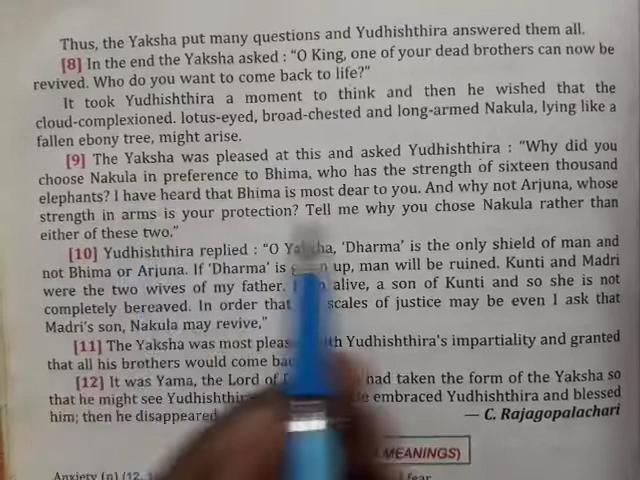 Thus, the Yaksha put many questions and Yudhishthira answered them all.
[8] In the end the Yaksha asked : “O King, one of your dead brothers can now be
revived. Who do you want to come back to life?”
It took Yudhishthira a moment to think and then he wished that the
cloud-complexioned. lotus-eyed, broad-chested and long-armed Nakula, lying like a
fallen ebony tree, might arise.
[9] The Yaksha was pleased at this and asked Yudhishthira : “Why did you
choose Nakula in preference to Bhima, who has the strength of sixteen thousand
elephants? I have heard that Bhima is most dear to you. And why not Arjuna, whose
strength in arms is your protection? Tell me why you chose Nakula rather than
either of these two.”
[10] Yudhishthira replied : “O Yaksha, ‘Dharma’ is the only shield of man and
not Bhima or Arjuna. If ‘Dharma’ is up, man will be ruined. Kunti and Madri
were the two wives of my father. alive, a son of Kunti and so she is not
completely bereaved. In order that scales of justice may be even I ask that
Madri’s son, Nakula may revive,”
[11] The Yaksha was most Yudhishthira’s impartiality and granted
that all his brothers would come
[12] It was Yama, the Lord of had taken the form of the Yaksha so
that he might see embraced Yudhishthira and blessed
him; then he disappeared — C. Rajagopalachari
MEANINGS)
Anxiety (n) fear